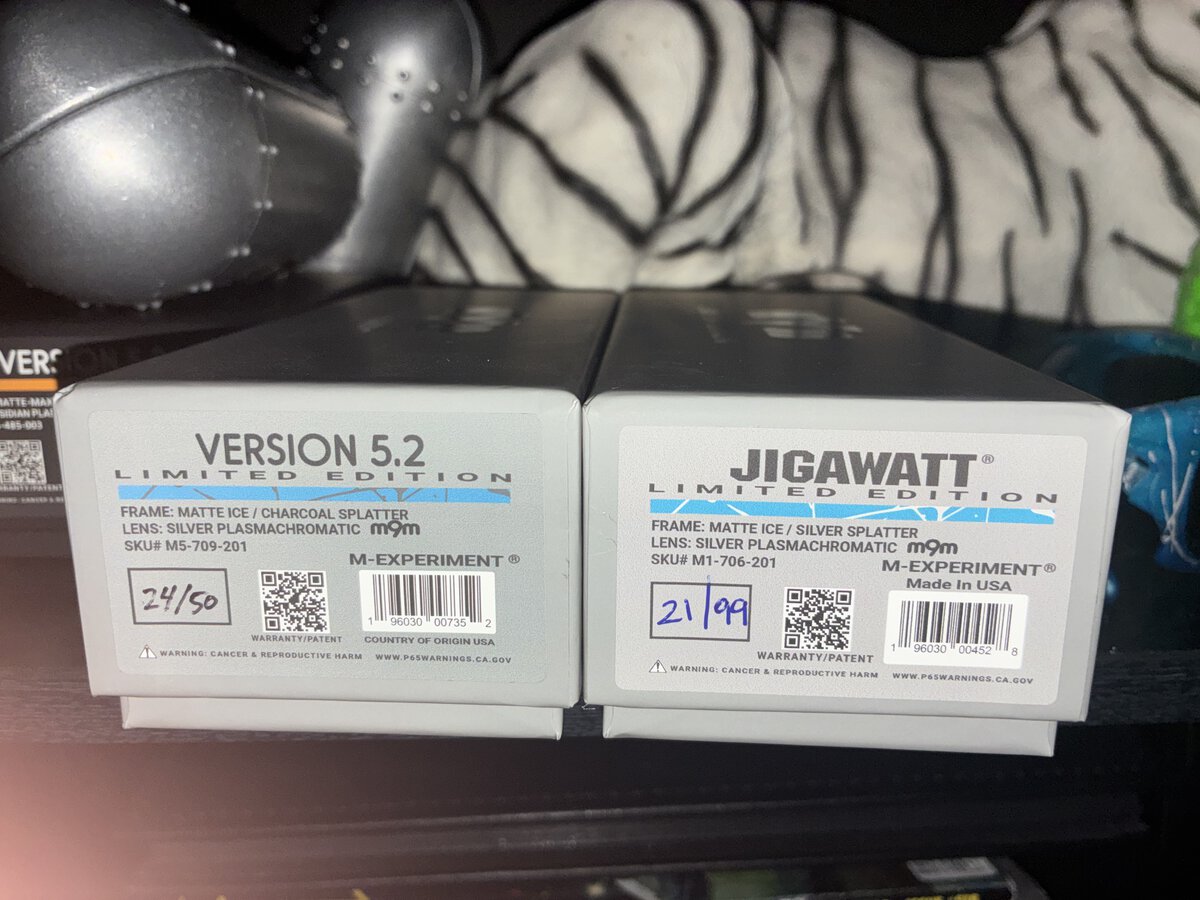 VERSION 5.2
LIMITED EDITION
FRAME: MATTE ICE / CHARCOAL SPLATTER
LENS: SILVER PLASMACHROMATIC m9m
SKU# M5-709-201
M-EXPERIMENT®
24/50
1 96030 00735 2
WARRANTY/PATENT
COUNTRY OF ORIGIN USA
WARNING: CANCER & REPRODUCTIVE HARM WWW.P65WARNINGS.CA.GOV
JIGAWATT®
LIMITED EDITION
FRAME: MATTE ICE / SILVER SPLATTER
LENS: SILVER PLASMACHROMATIC m9m
SKU# M1-706-201
M-EXPERIMENT®
Made In USA
21/99
1 96030 00452 8
WARRANTY/PATENT
WARNING: CANCER & REPRODUCTIVE HARM WWW.P65WARNINGS.CA.GOV
VERSION
-485-003